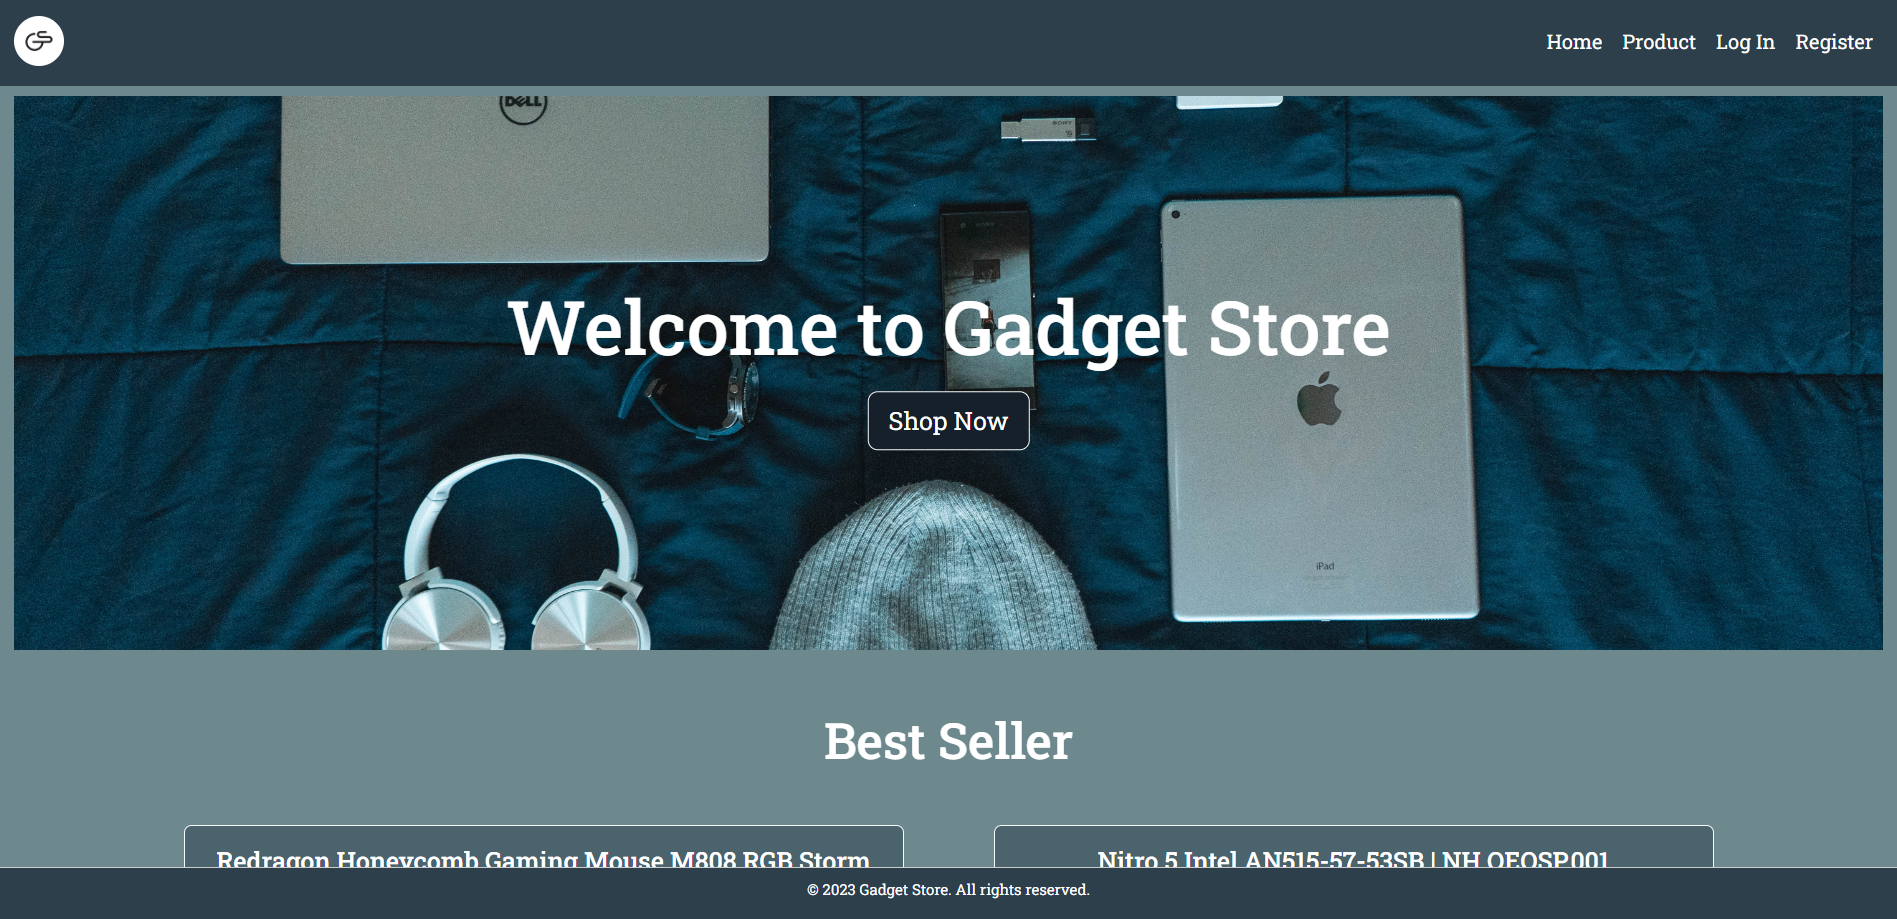 GS
Home Product Log In Register
DELL
SONY
SONY
Welcome to Gadget Store
Shop Now
iPad
Best Seller
Redragon Honeycomb Gaming Mouse M808 RGB Storm
Nitro 5 Intel AN515-57-53SB | NH.QEQSP.001
© 2023 Gadget Store. All rights reserved.